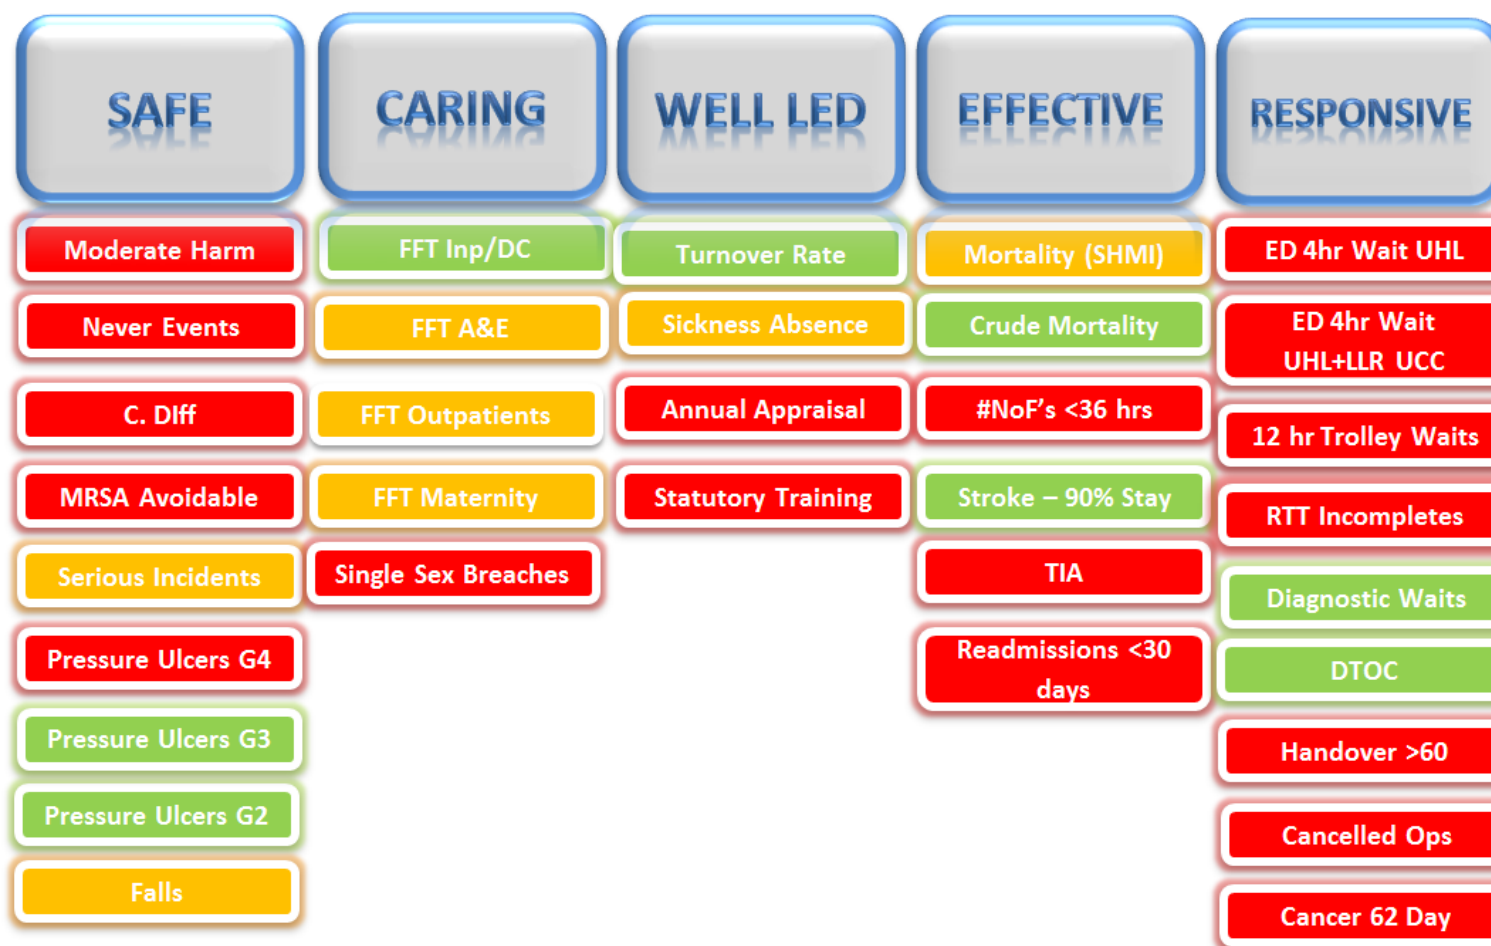 SAFE
Moderate Harm
Never Events
C. DIff
MRSA Avoidable
Serious Incidents
Pressure Ulcers G4
Pressure Ulcers G3
Pressure Ulcers G2
Falls
CARING
FFT Inp/DC
FFT A&E
FFT Outpatients
FFT Maternity
Single Sex Breaches
WELL LED
Turnover Rate
Sickness Absence
Annual Appraisal
Statutory Training
EFFECTIVE
Mortality (SHMI)
Crude Mortality
#NoF's <36 hrs
Stroke – 90% Stay
TIA
Readmissions <30
days
RESPONSIVE
ED 4hr Wait UHL
ED 4hr Wait
UHL+LLR UCC
12 hr Trolley Waits
RTT Incompletes
Diagnostic Waits
DTOC
Handover >60
Cancelled Ops
Cancer 62 Day